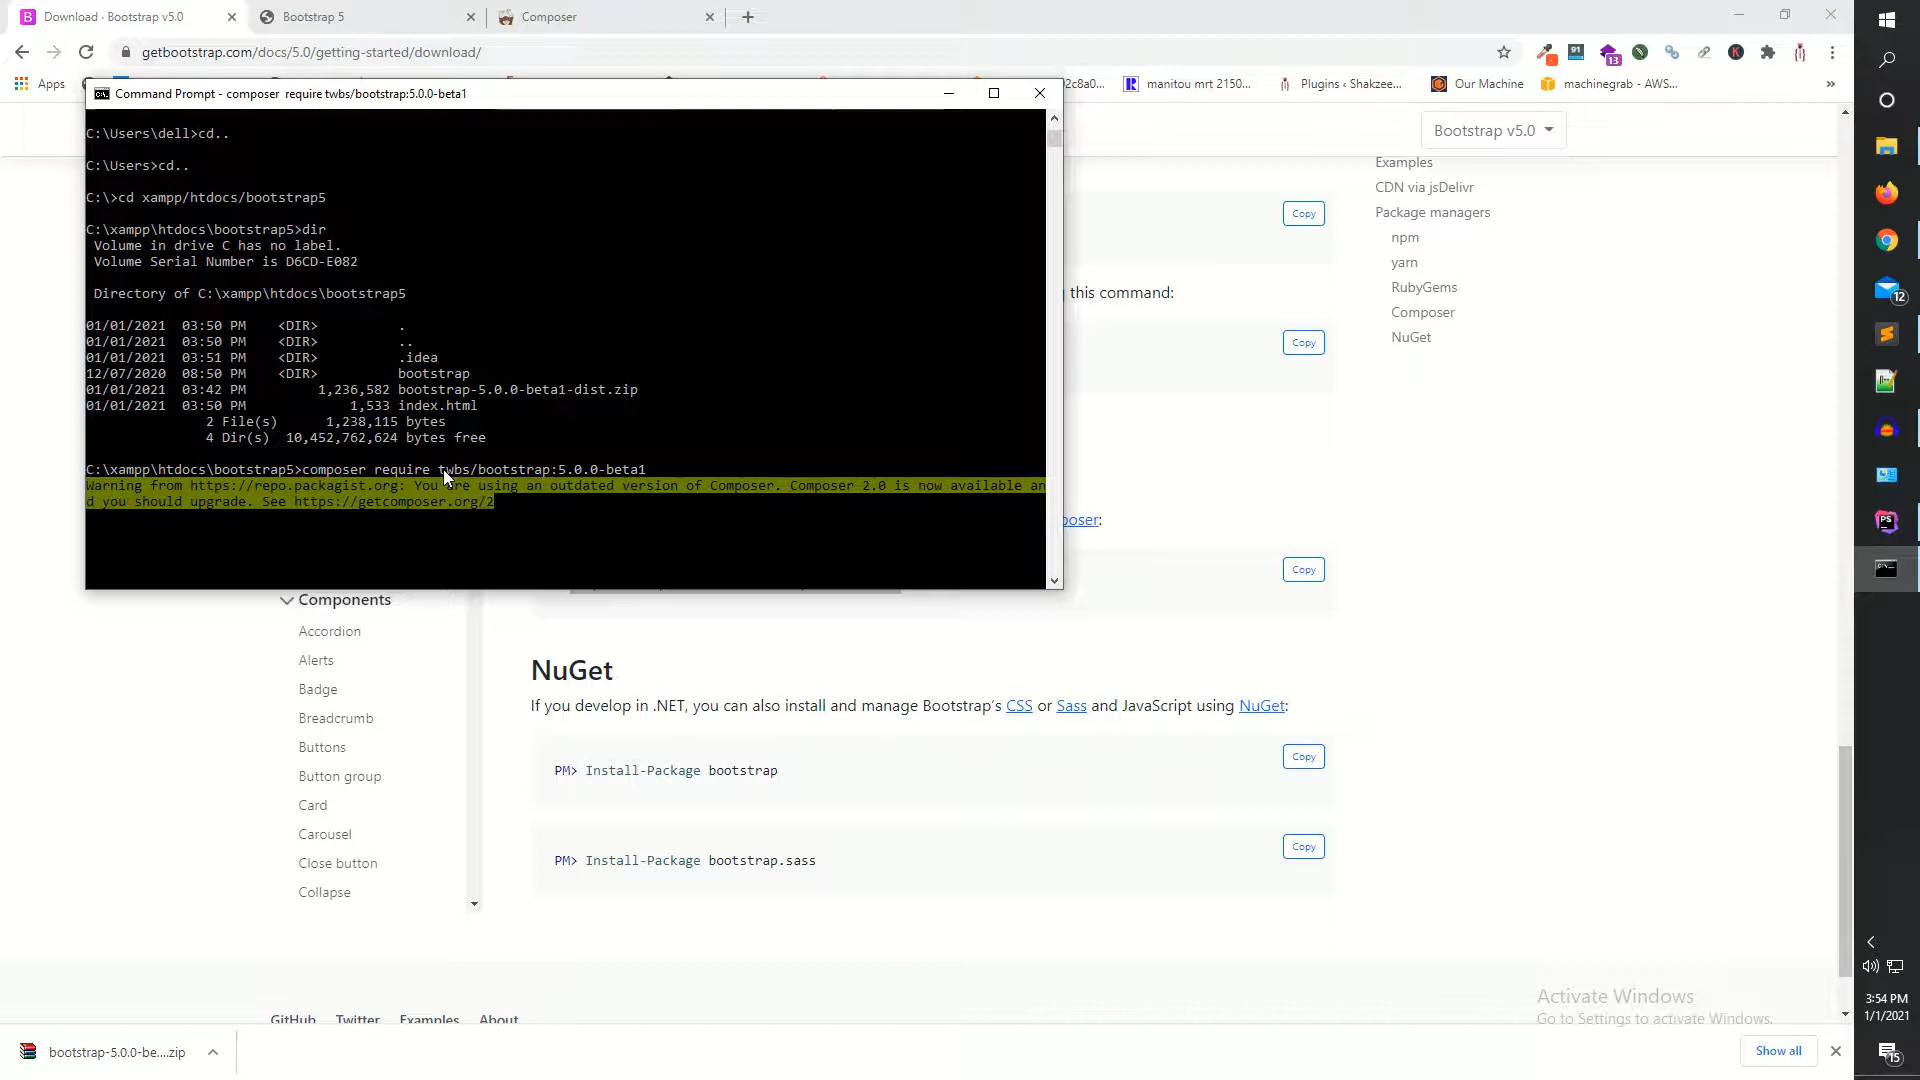 Download · Bootstrap v5.0
Bootstrap 5
Composer
getbootstrap.com/docs/5.0/getting-started/download/
91
13
Apps
2c8a0...
manitou mrt 2150...
Plugins ‹ Shakzee...
Our Machine
machinegrab - AWS...
»
Command Prompt - composer  require twbs/bootstrap:5.0.0-beta1
C:\Users\dell>cd..
C:\Users>cd..
C:\>cd xampp/htdocs/bootstrap5
C:\xampp\htdocs\bootstrap5>dir
Volume in drive C has no label.
Volume Serial Number is D6CD-E082
Directory of C:\xampp\htdocs\bootstrap5
01/01/2021  03:50 PM    <DIR>          .
01/01/2021  03:50 PM    <DIR>          ..
01/01/2021  03:51 PM    <DIR>          .idea
12/07/2020  08:50 PM    <DIR>          bootstrap
01/01/2021  03:42 PM         1,236,582 bootstrap-5.0.0-beta1-dist.zip
01/01/2021  03:50 PM             1,533 index.html
2 File(s)      1,238,115 bytes
4 Dir(s)  10,452,762,624 bytes free
C:\xampp\htdocs\bootstrap5>composer require twbs/bootstrap:5.0.0-beta1
Warning from https://repo.packagist.org: You are using an outdated version of Composer. Composer 2.0 is now available an
d you should upgrade. See https://getcomposer.org/2
Bootstrap v5.0
Examples
CDN via jsDelivr
Package managers
npm
yarn
RubyGems
Composer
NuGet
Copy
this command:
Copy
poser:
Copy
Components
Accordion
Alerts
Badge
Breadcrumb
Buttons
Button group
Card
Carousel
Close button
Collapse
NuGet
If you develop in .NET, you can also install and manage Bootstrap's CSS or Sass and JavaScript using NuGet:
PM> Install-Package bootstrap
Copy
PM> Install-Package bootstrap.sass
Copy
GitHub Twitter Examples About
Activate Windows
Go to Settings to activate Windows.
bootstrap-5.0.0-be....zip
Show all
12
PS
3:54 PM
1/1/2021
15